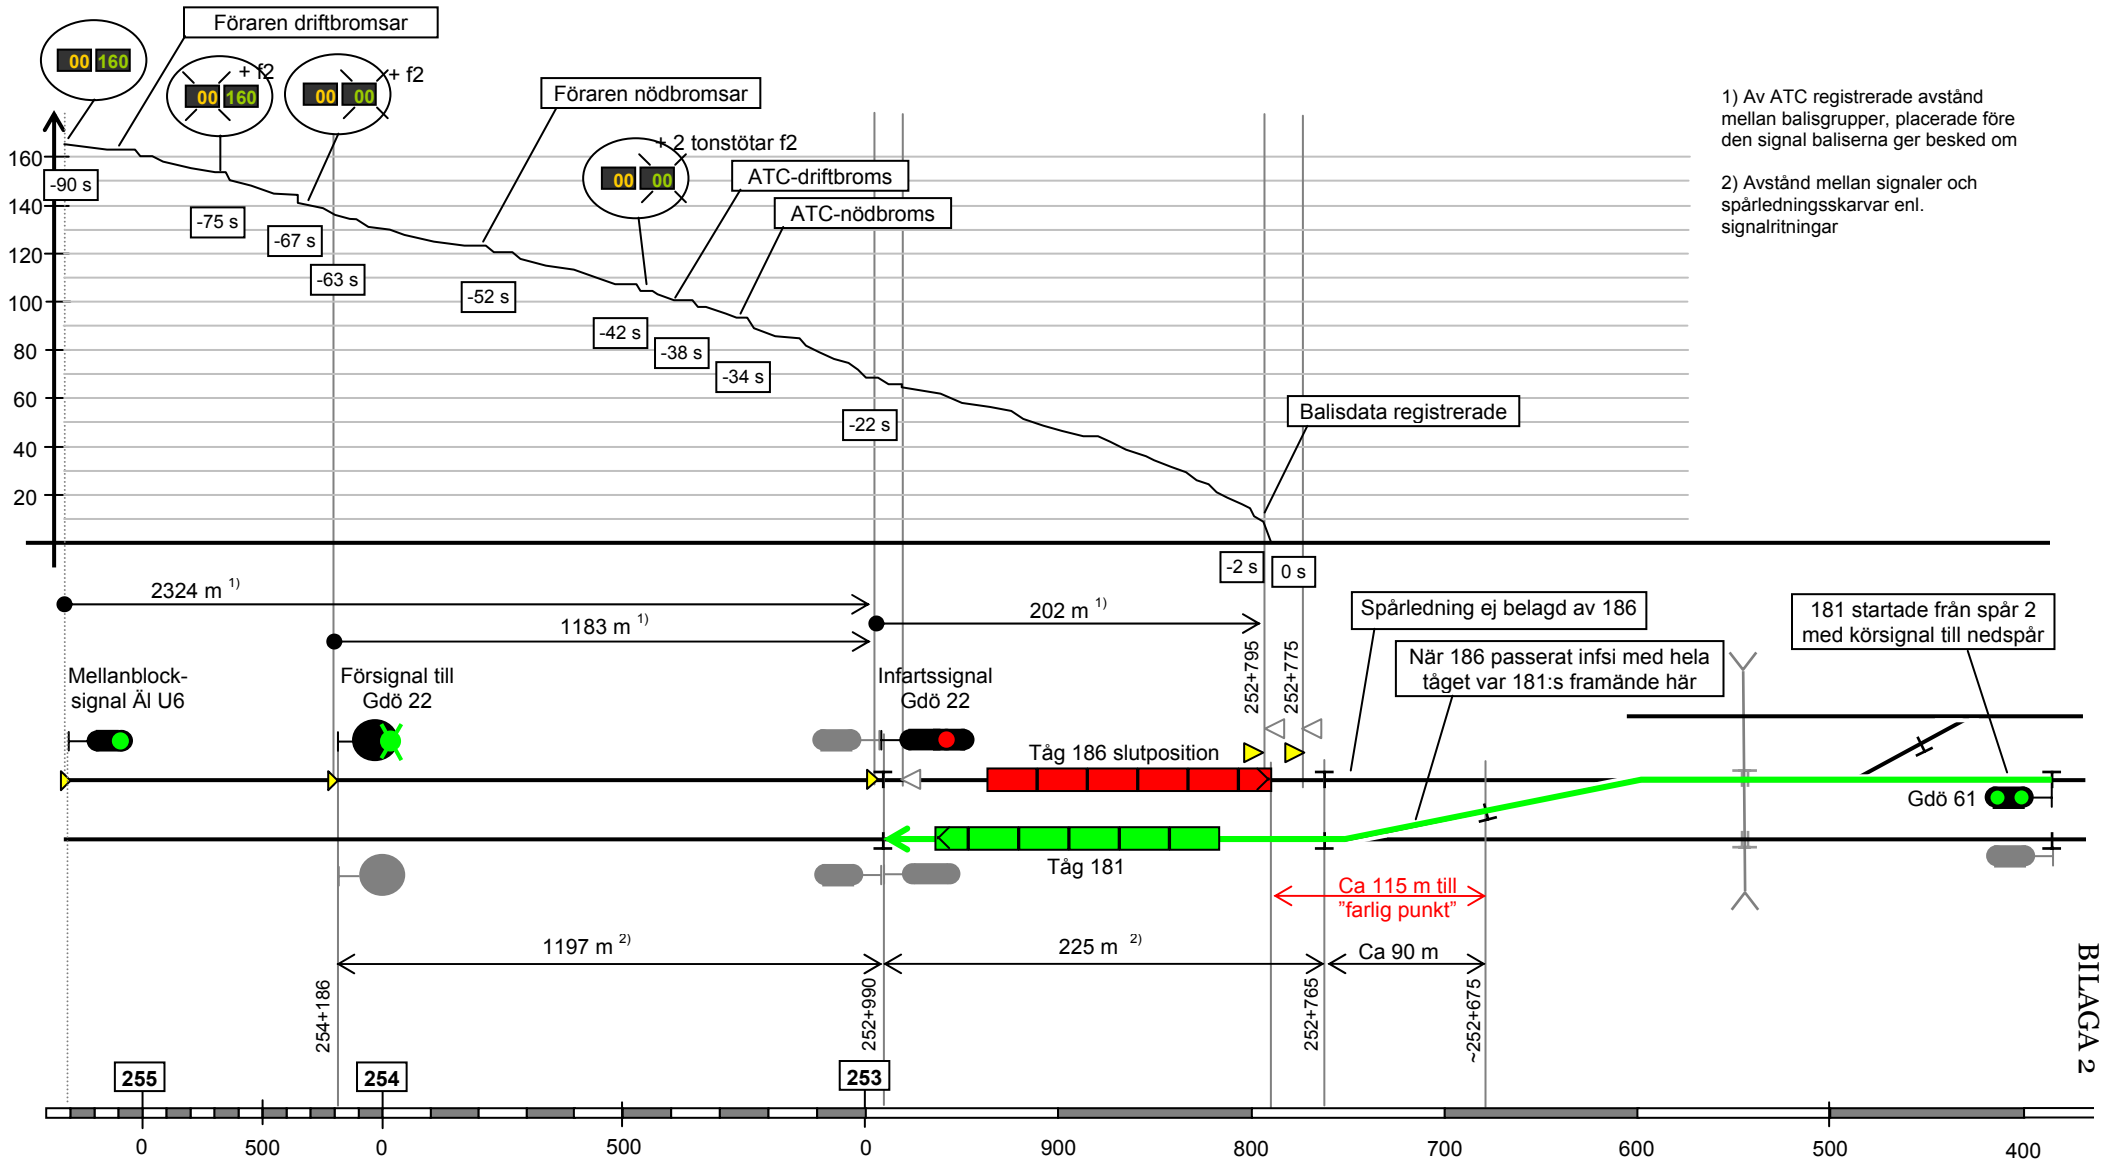 Föraren driftbromsar
00 160
+ f2
00 160
+ f2
00 00
Föraren nödbromsar
+ 2 tonstötar f2
00 00
ATC-driftbroms
ATC-nödbroms
1) Av ATC registrerade avstånd
mellan balisgrupper, placerade före
den signal baliserna ger besked om
2) Avstånd mellan signaler och
spårledningsskarvar enl.
signalritningar
160
140
120
100
80
60
40
20
-90 s
-75 s
-67 s
-63 s
-52 s
-42 s
-38 s
-34 s
-22 s
Balisdata registrerade
-2 s
0 s
2324 m 1)
1183 m 1)
202 m 1)
252+795
252+775
Spårledning ej belagd av 186
När 186 passerat infsi med hela
tåget var 181:s framände här
181 startade från spår 2
med körsignal till nedspår
Mellanblock-
signal Äl U6
Försignal till
Gdö 22
Infartssignal
Gdö 22
Tåg 186 slutposition
Gdö 61
Tåg 181
Ca 115 m till
”farlig punkt”
1197 m 2)
225 m 2)
Ca 90 m
254+186
252+990
252+765
~252+675
BILAGA 2
255
254
253
0
500
0
500
0
900
800
700
600
500
400